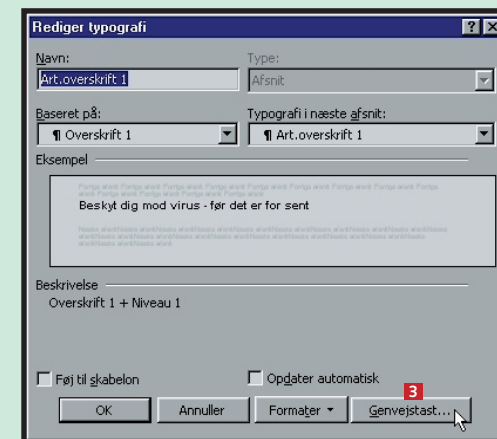 Rediger typografi
Navn:
Type:
Art.overskrift 1
Afsnit
Baseret på:
Typografi i næste afsnit:
¶ Overskrift 1
¶ Art.overskrift 1
Eksempel
Beskyt dig mod virus - før det er for sent
Beskrivelse
Overskrift 1 + Niveau 1
Føj til skabelon
Opdater automatisk
3
OK
Annuller
Formater
Genvejstast...